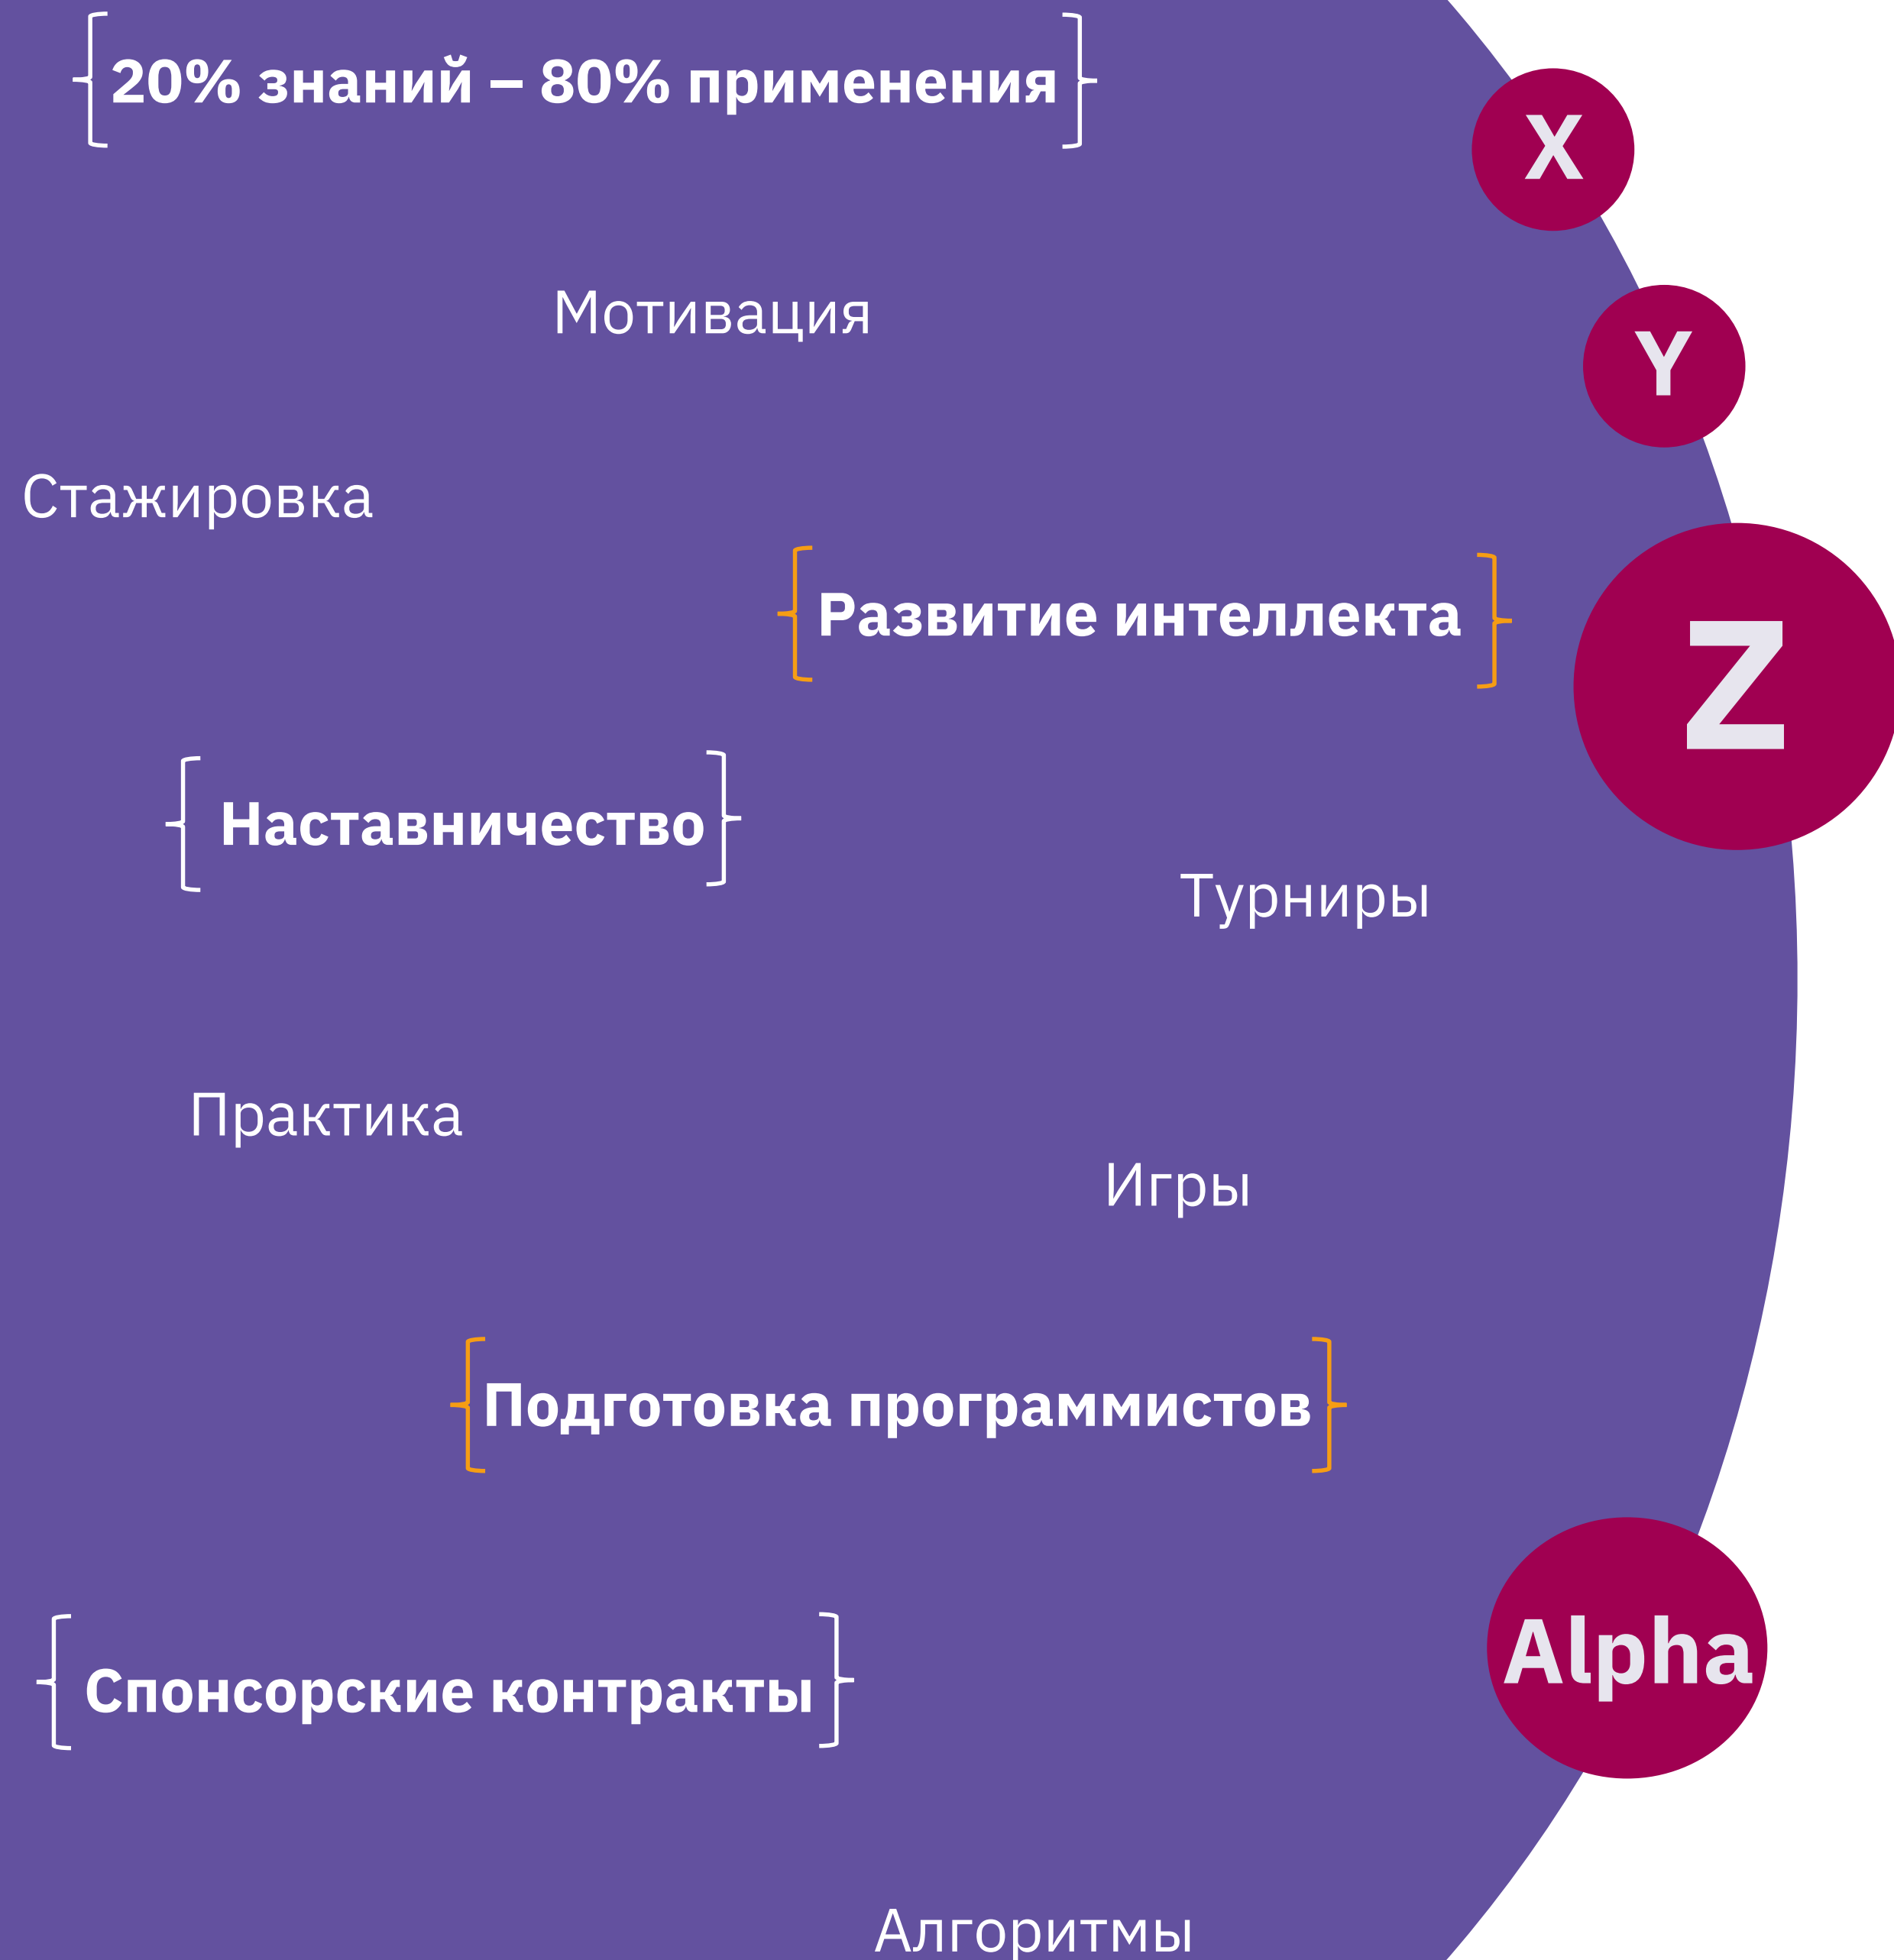 20% знаний – 80% применения
X
Мотивация
Y
Стажировка
Развитие интеллекта
Z
Наставничество
Турниры
Практика
Игры
Подготовка программистов
Alpha
Спонсорские контракты
Алгоритмы